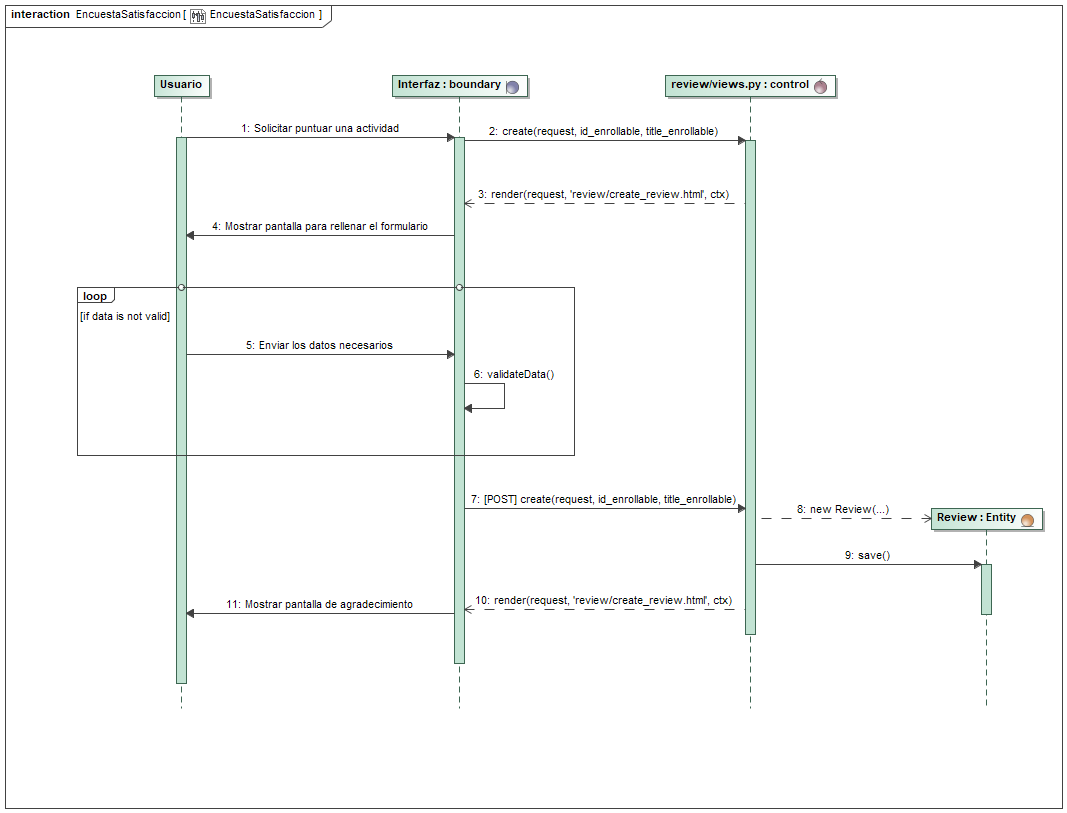 interaction EncuestaSatisfaccion [ EncuestaSatisfaccion ]
Usuario
Interfaz : boundary
review/views.py : control
1: Solicitar puntuar una actividad
2: create(request, id_enrollable, title_enrollable)
3: render(request, 'review/create_review.html', ctx)
4: Mostrar pantalla para rellenar el formulario
loop
[if data is not valid]
5: Enviar los datos necesarios
6: validateData()
7: [POST] create(request, id_enrollable, title_enrollable)
8: new Review(...)
Review : Entity
9: save()
10: render(request, 'review/create_review.html', ctx)
11: Mostrar pantalla de agradecimiento